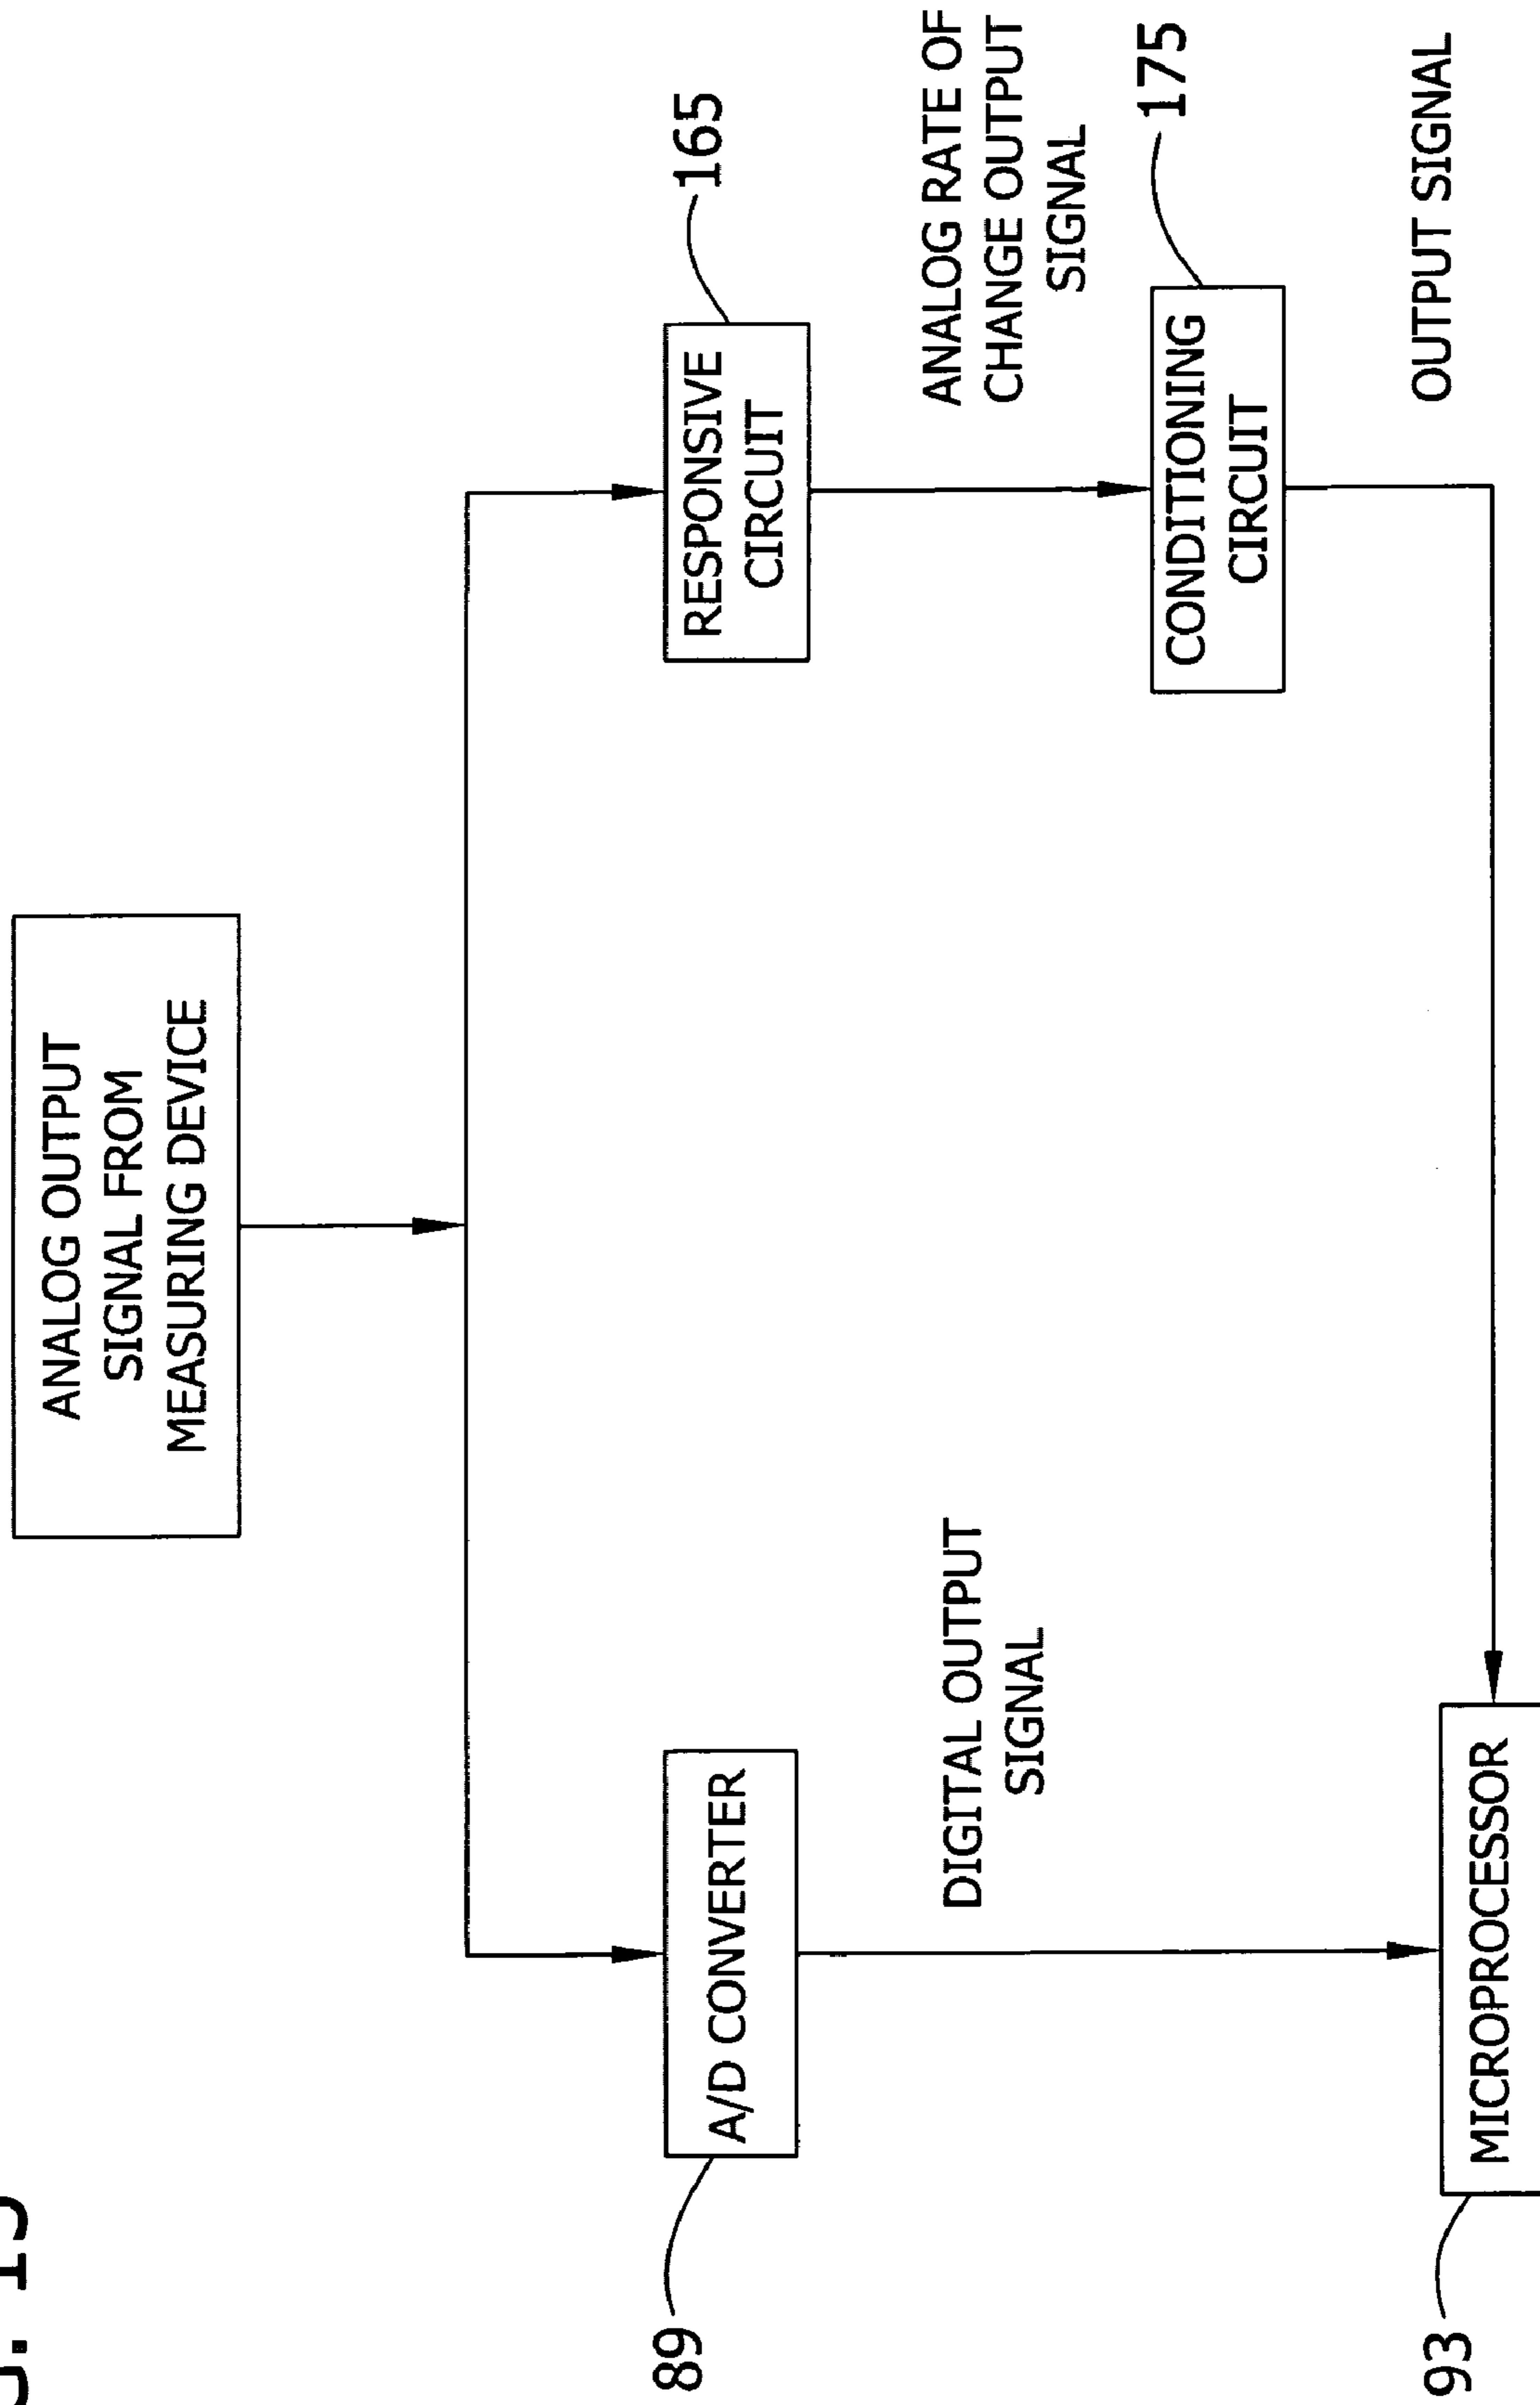 ANALOG OUTPUT
SIGNAL FROM
MEASURING DEVICE
89
A/D CONVERTER
RESPONSIVE
CIRCUIT
165
DIGITAL OUTPUT
SIGNAL
ANALOG RATE OF
CHANGE OUTPUT
SIGNAL
CONDITIONING
CIRCUIT
175
93
MICROPROCESSOR
OUTPUT SIGNAL